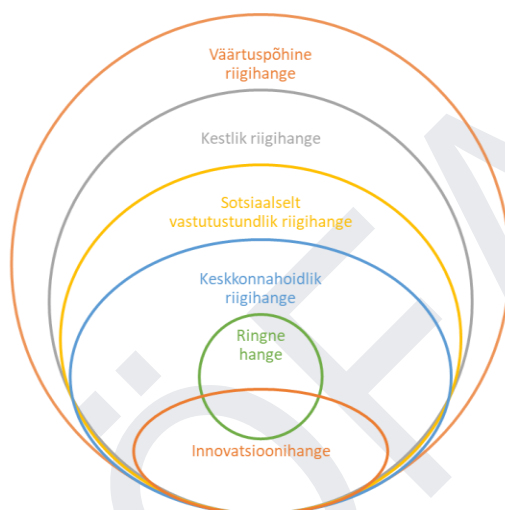 Väärtuspõhine
riigihange
Kestlik riigihange
Sotsiaalselt
vastutustundlik riigihange
Keskkonnahoidlik
riigihange
Ringne
hange
Innovatsioonihange